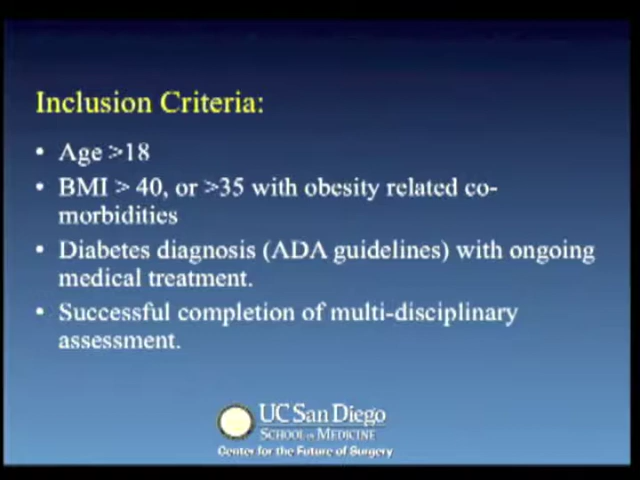 Inclusion Criteria:
• Age >18
• BMI > 40, or >35 with obesity related co-
morbidities
• Diabetes diagnosis (ADA guidelines) with ongoing
medical treatment.
• Successful completion of multi-disciplinary
assessment.
UC San Diego
SCHOOL OF MEDICINE
Center for the Future of Surgery